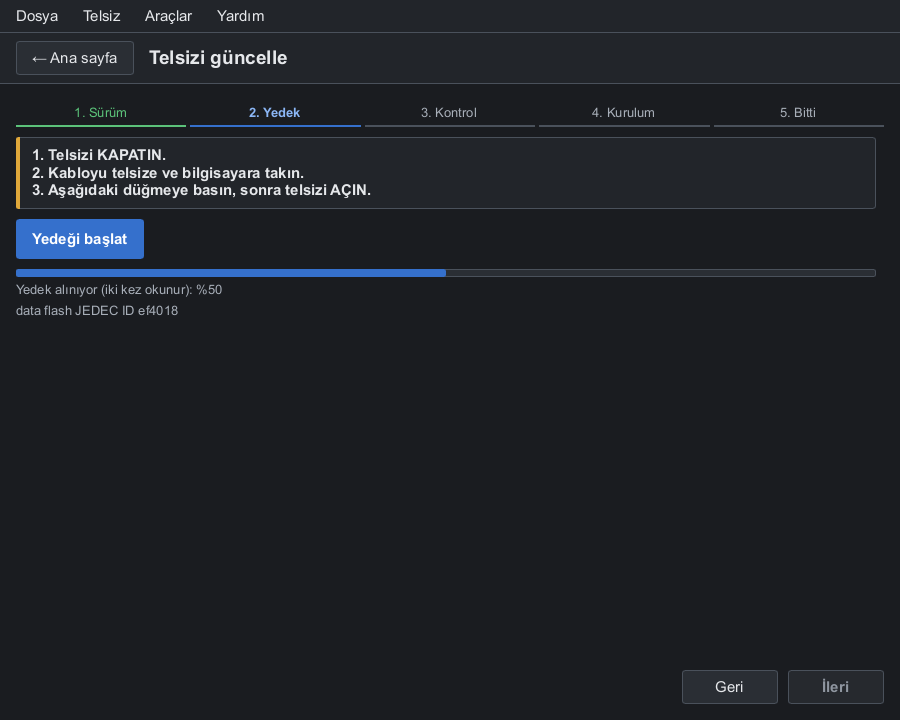 Dosya Telsiz Araçlar Yardım
← Ana sayfa Telsizi güncelle
1. Sürüm 2. Yedek 3. Kontrol 4. Kurulum 5. Bitti
1. Telsizi KAPATIN.
2. Kabloyu telsize ve bilgisayara takın.
3. Aşağıdaki düğmeye basın, sonra telsizi AÇIN.
Yedeği başlat
Yedek alınıyor (iki kez okunur): %50
data flash JEDEC ID ef4018
Geri İleri